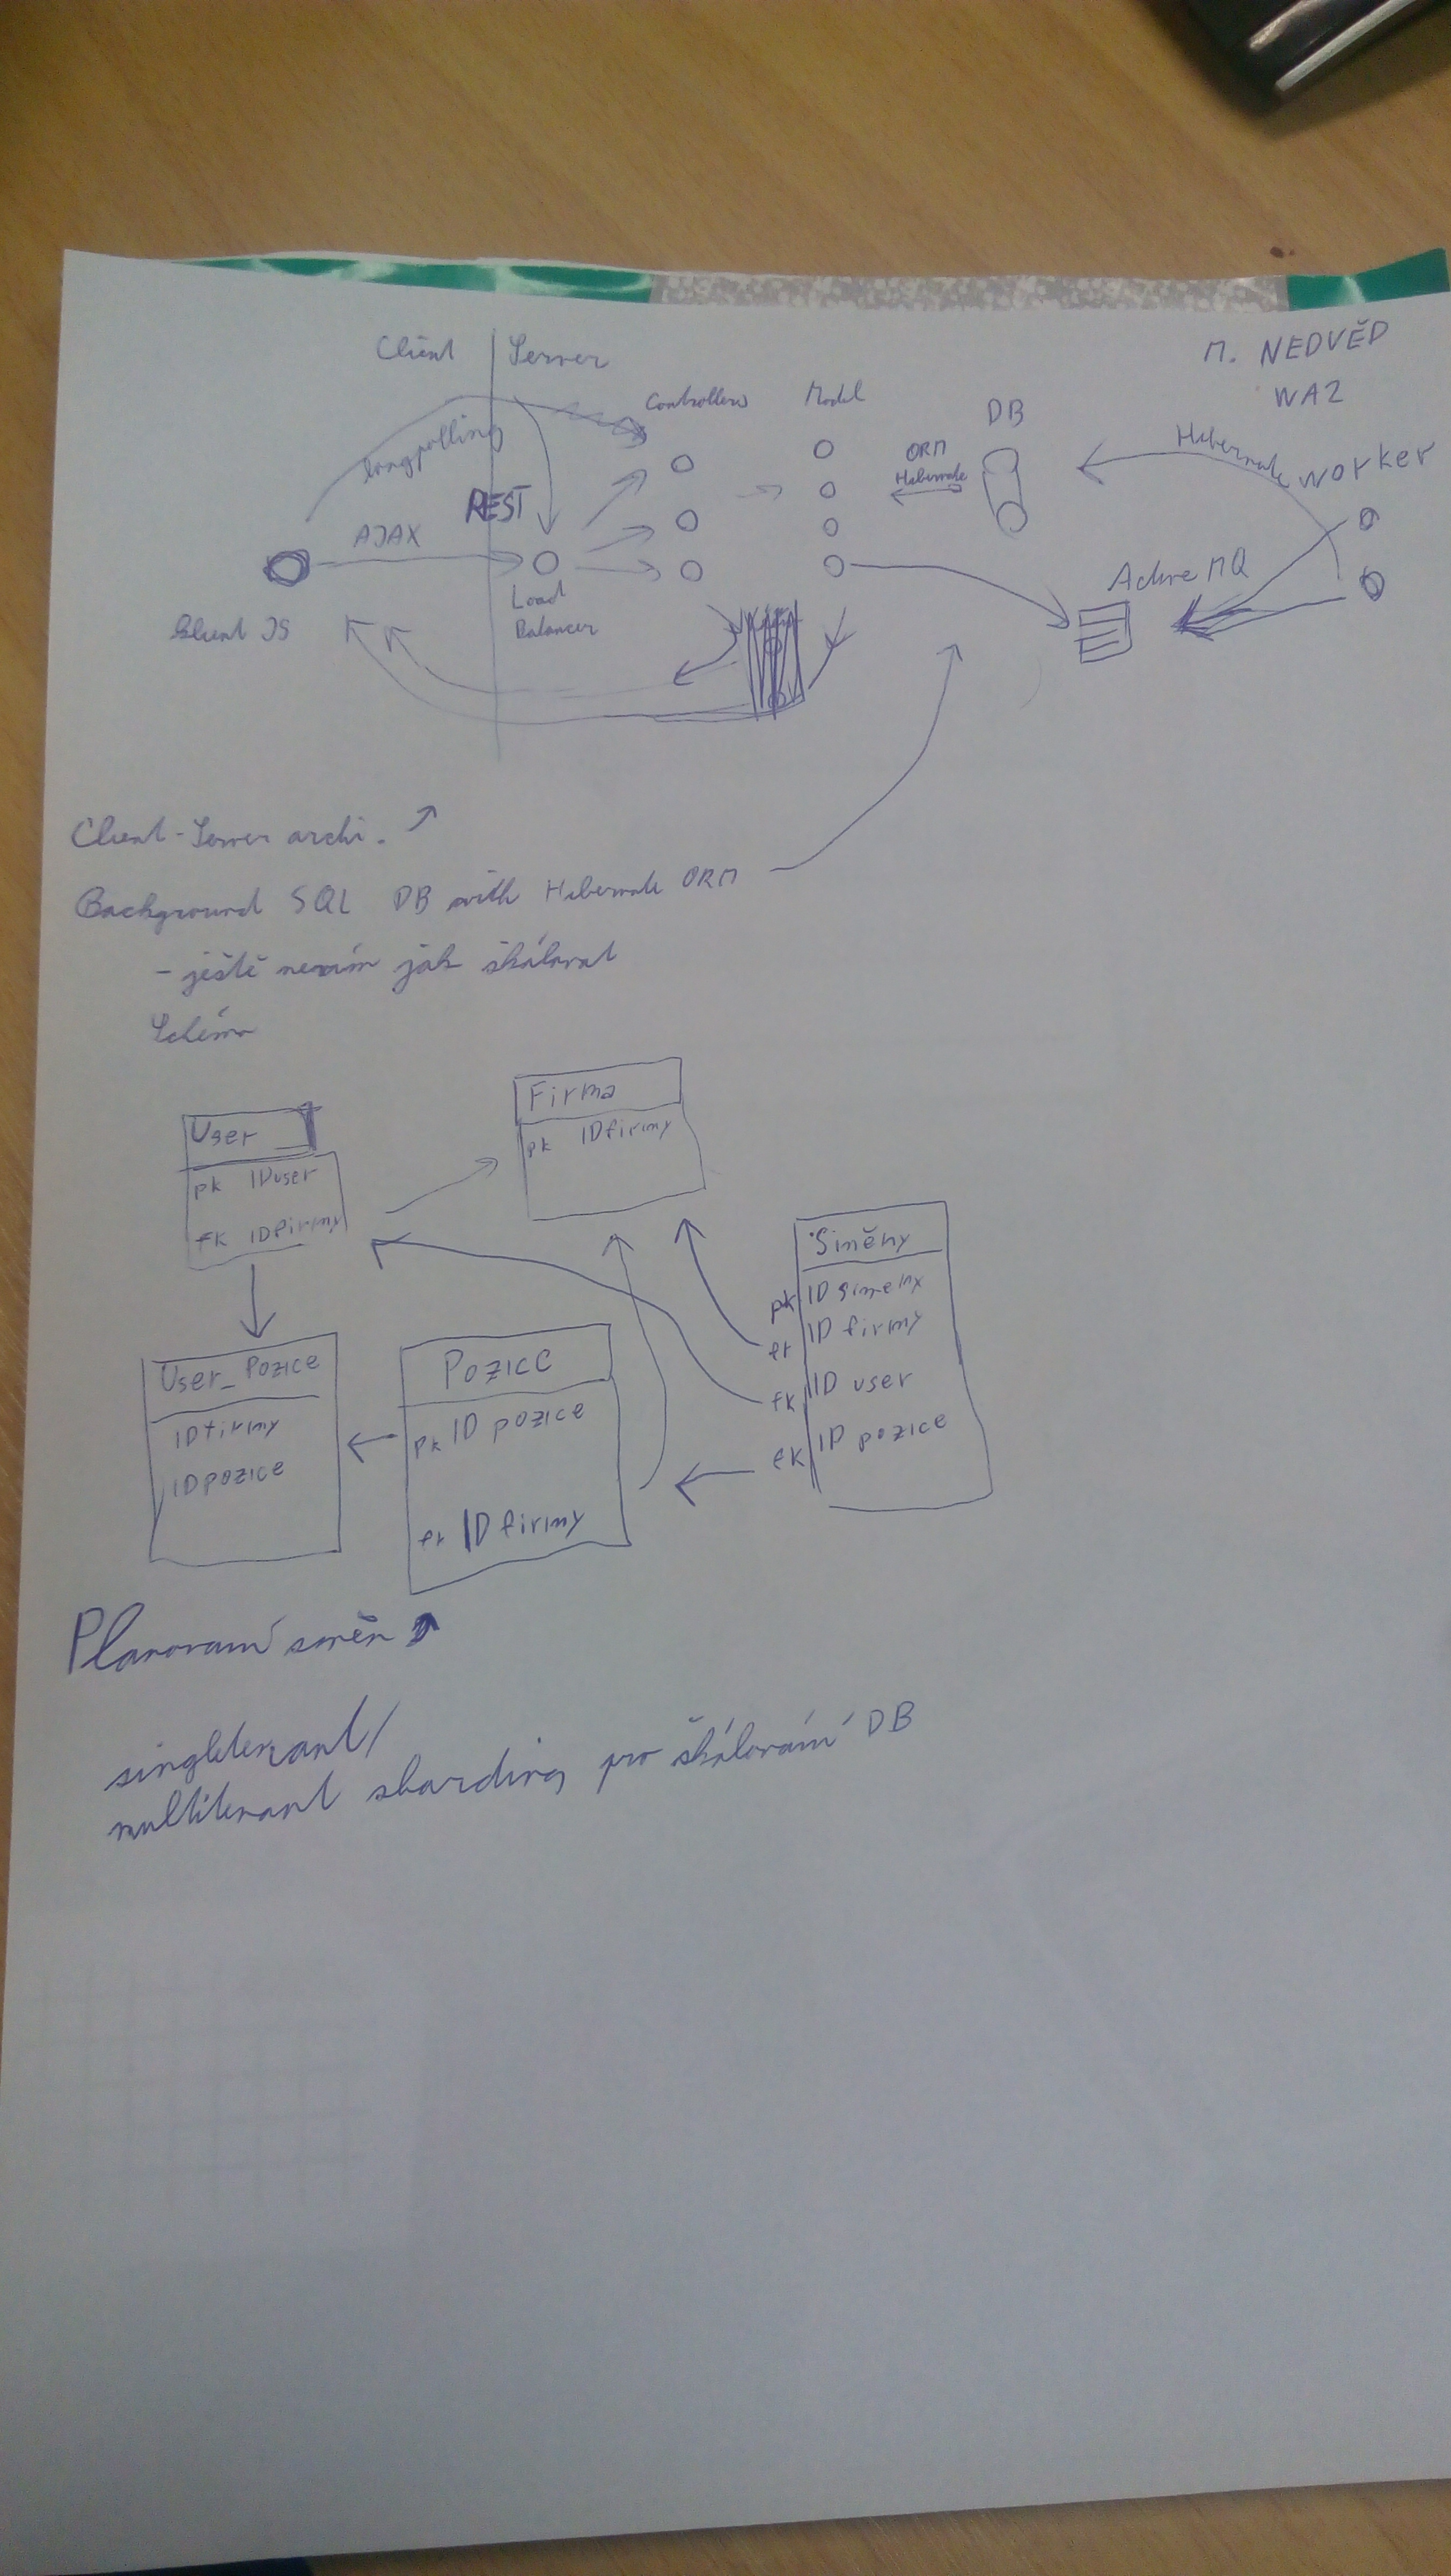 Client Server
M. NEDVĚD
WA2
Controllers Model DB
longpolling
REST
AJAX
ORM
Hibernate
Hibernate
worker
Active MQ
Load
Balancer
Client JS
Client-Server archi.
Background SQL DB with Hibernate ORM
- ještě nevím jak škálovat
Schéma
User
pk IDuser
fk IDfirmy
Firma
pk IDfirmy
Směny
pk ID směny
fk ID firmy
fk ID user
fk ID pozice
User_Pozice
IDfirmy
IDpozice
Pozice
pk ID pozice
fk ID firmy
Planovaní směn
singletenant/
multitenant sharding pro škálování DB